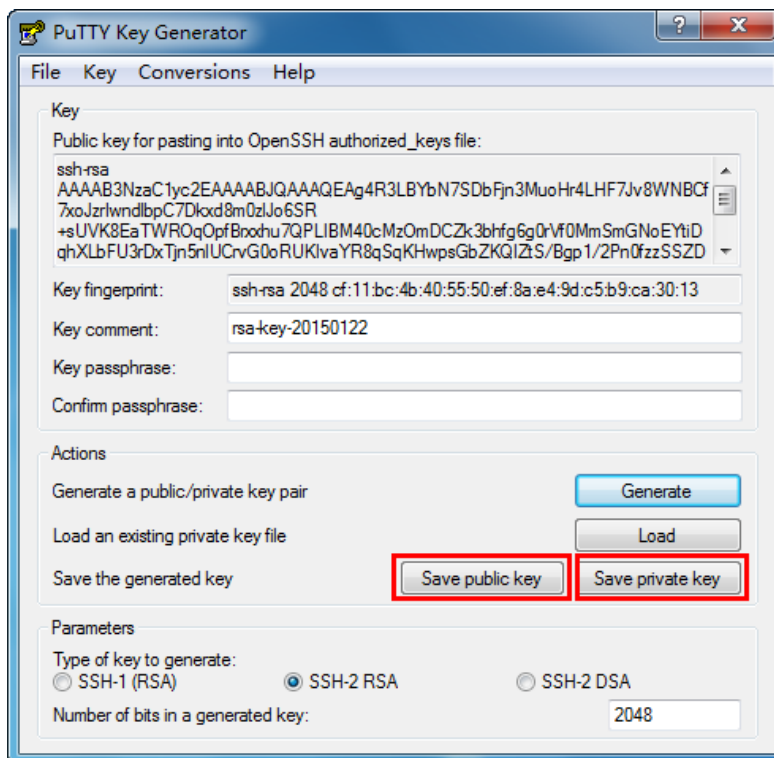 PuTTY Key Generator
File Key Conversions Help
Key
Public key for pasting into OpenSSH authorized_keys file:
ssh-rsa
AAAAB3NzaC1yc2EAAAABJQAAAQEAg4R3LBYbN7SDbFjn3MuoHr4LHF7Jv8WNBCf
7xoJzrlwndlbpC7Dkxd8m0zlJo6SR
+sUVK8EaTWROqOpfBrxxhu7QPLIBM40cMzOmDCZk3bhfg6g0rVf0MmSmGNoEYtiD
qhXLbFU3rDxTjn5nlUCrvG0oRUKlvaYR8qSqKHwpsGbZKQIZtS/Bgp1/2Pn0fzzSSZD
Key fingerprint: ssh-rsa 2048 cf:11:bc:4b:40:55:50:ef:8a:e4:9d:c5:b9:ca:30:13
Key comment: rsa-key-20150122
Key passphrase:
Confirm passphrase:
Actions
Generate a public/private key pair Generate
Load an existing private key file Load
Save the generated key Save public key Save private key
Parameters
Type of key to generate:
SSH-1 (RSA) SSH-2 RSA SSH-2 DSA
Number of bits in a generated key: 2048